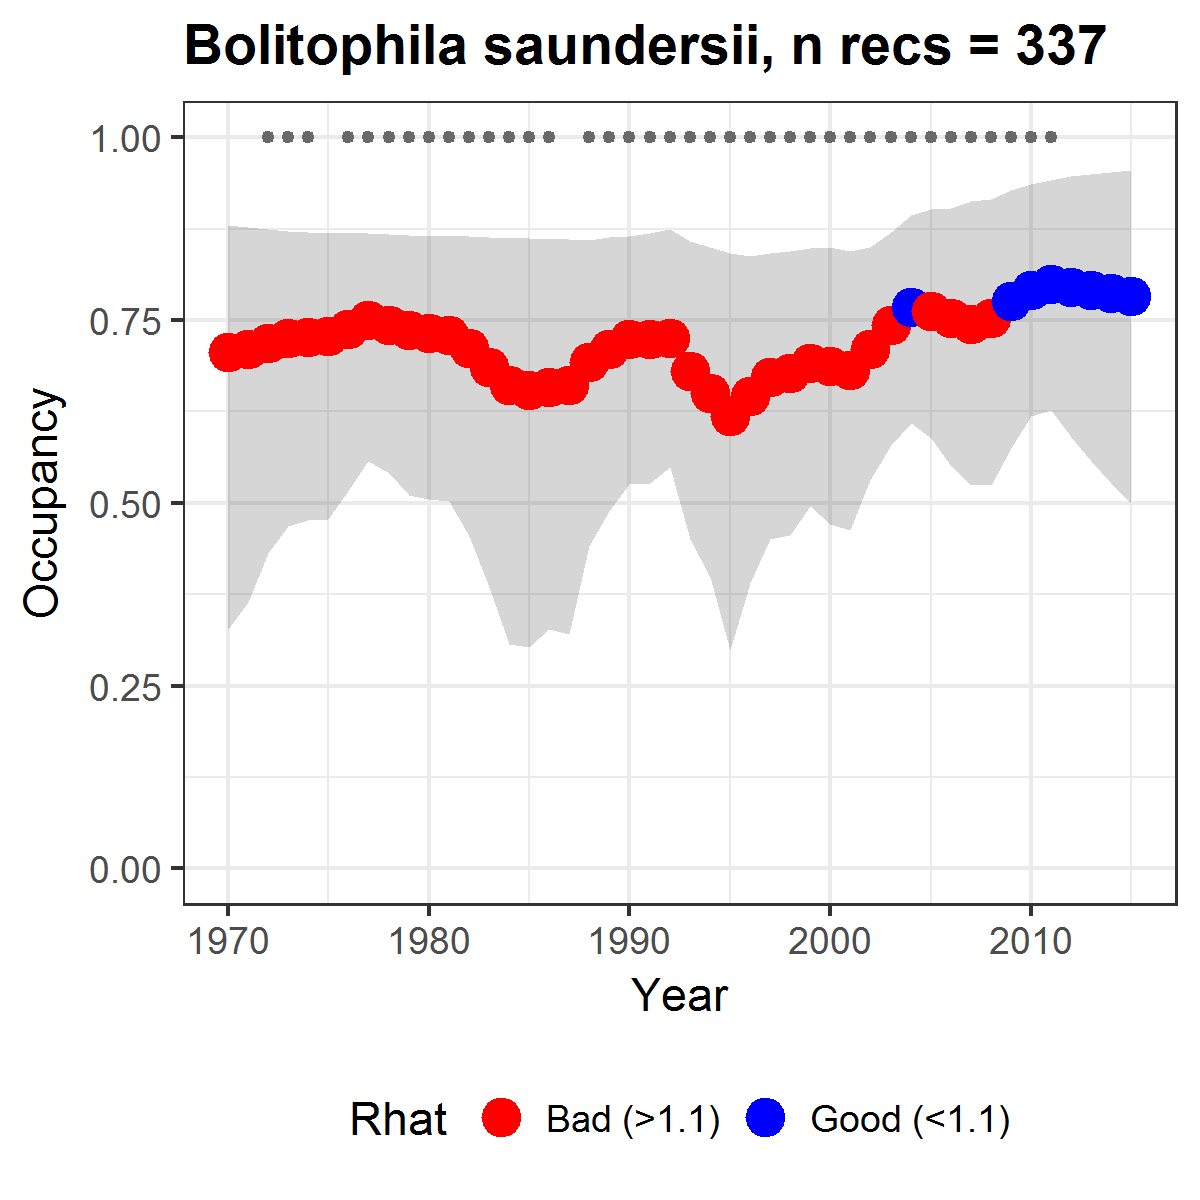 Bolitophila saundersii, n recs = 337
1.00
0.75
0.50
0.25
0.00
Occupancy
1970 1980 1990 2000 2010
Year
Rhat Bad (>1.1) Good (<1.1)